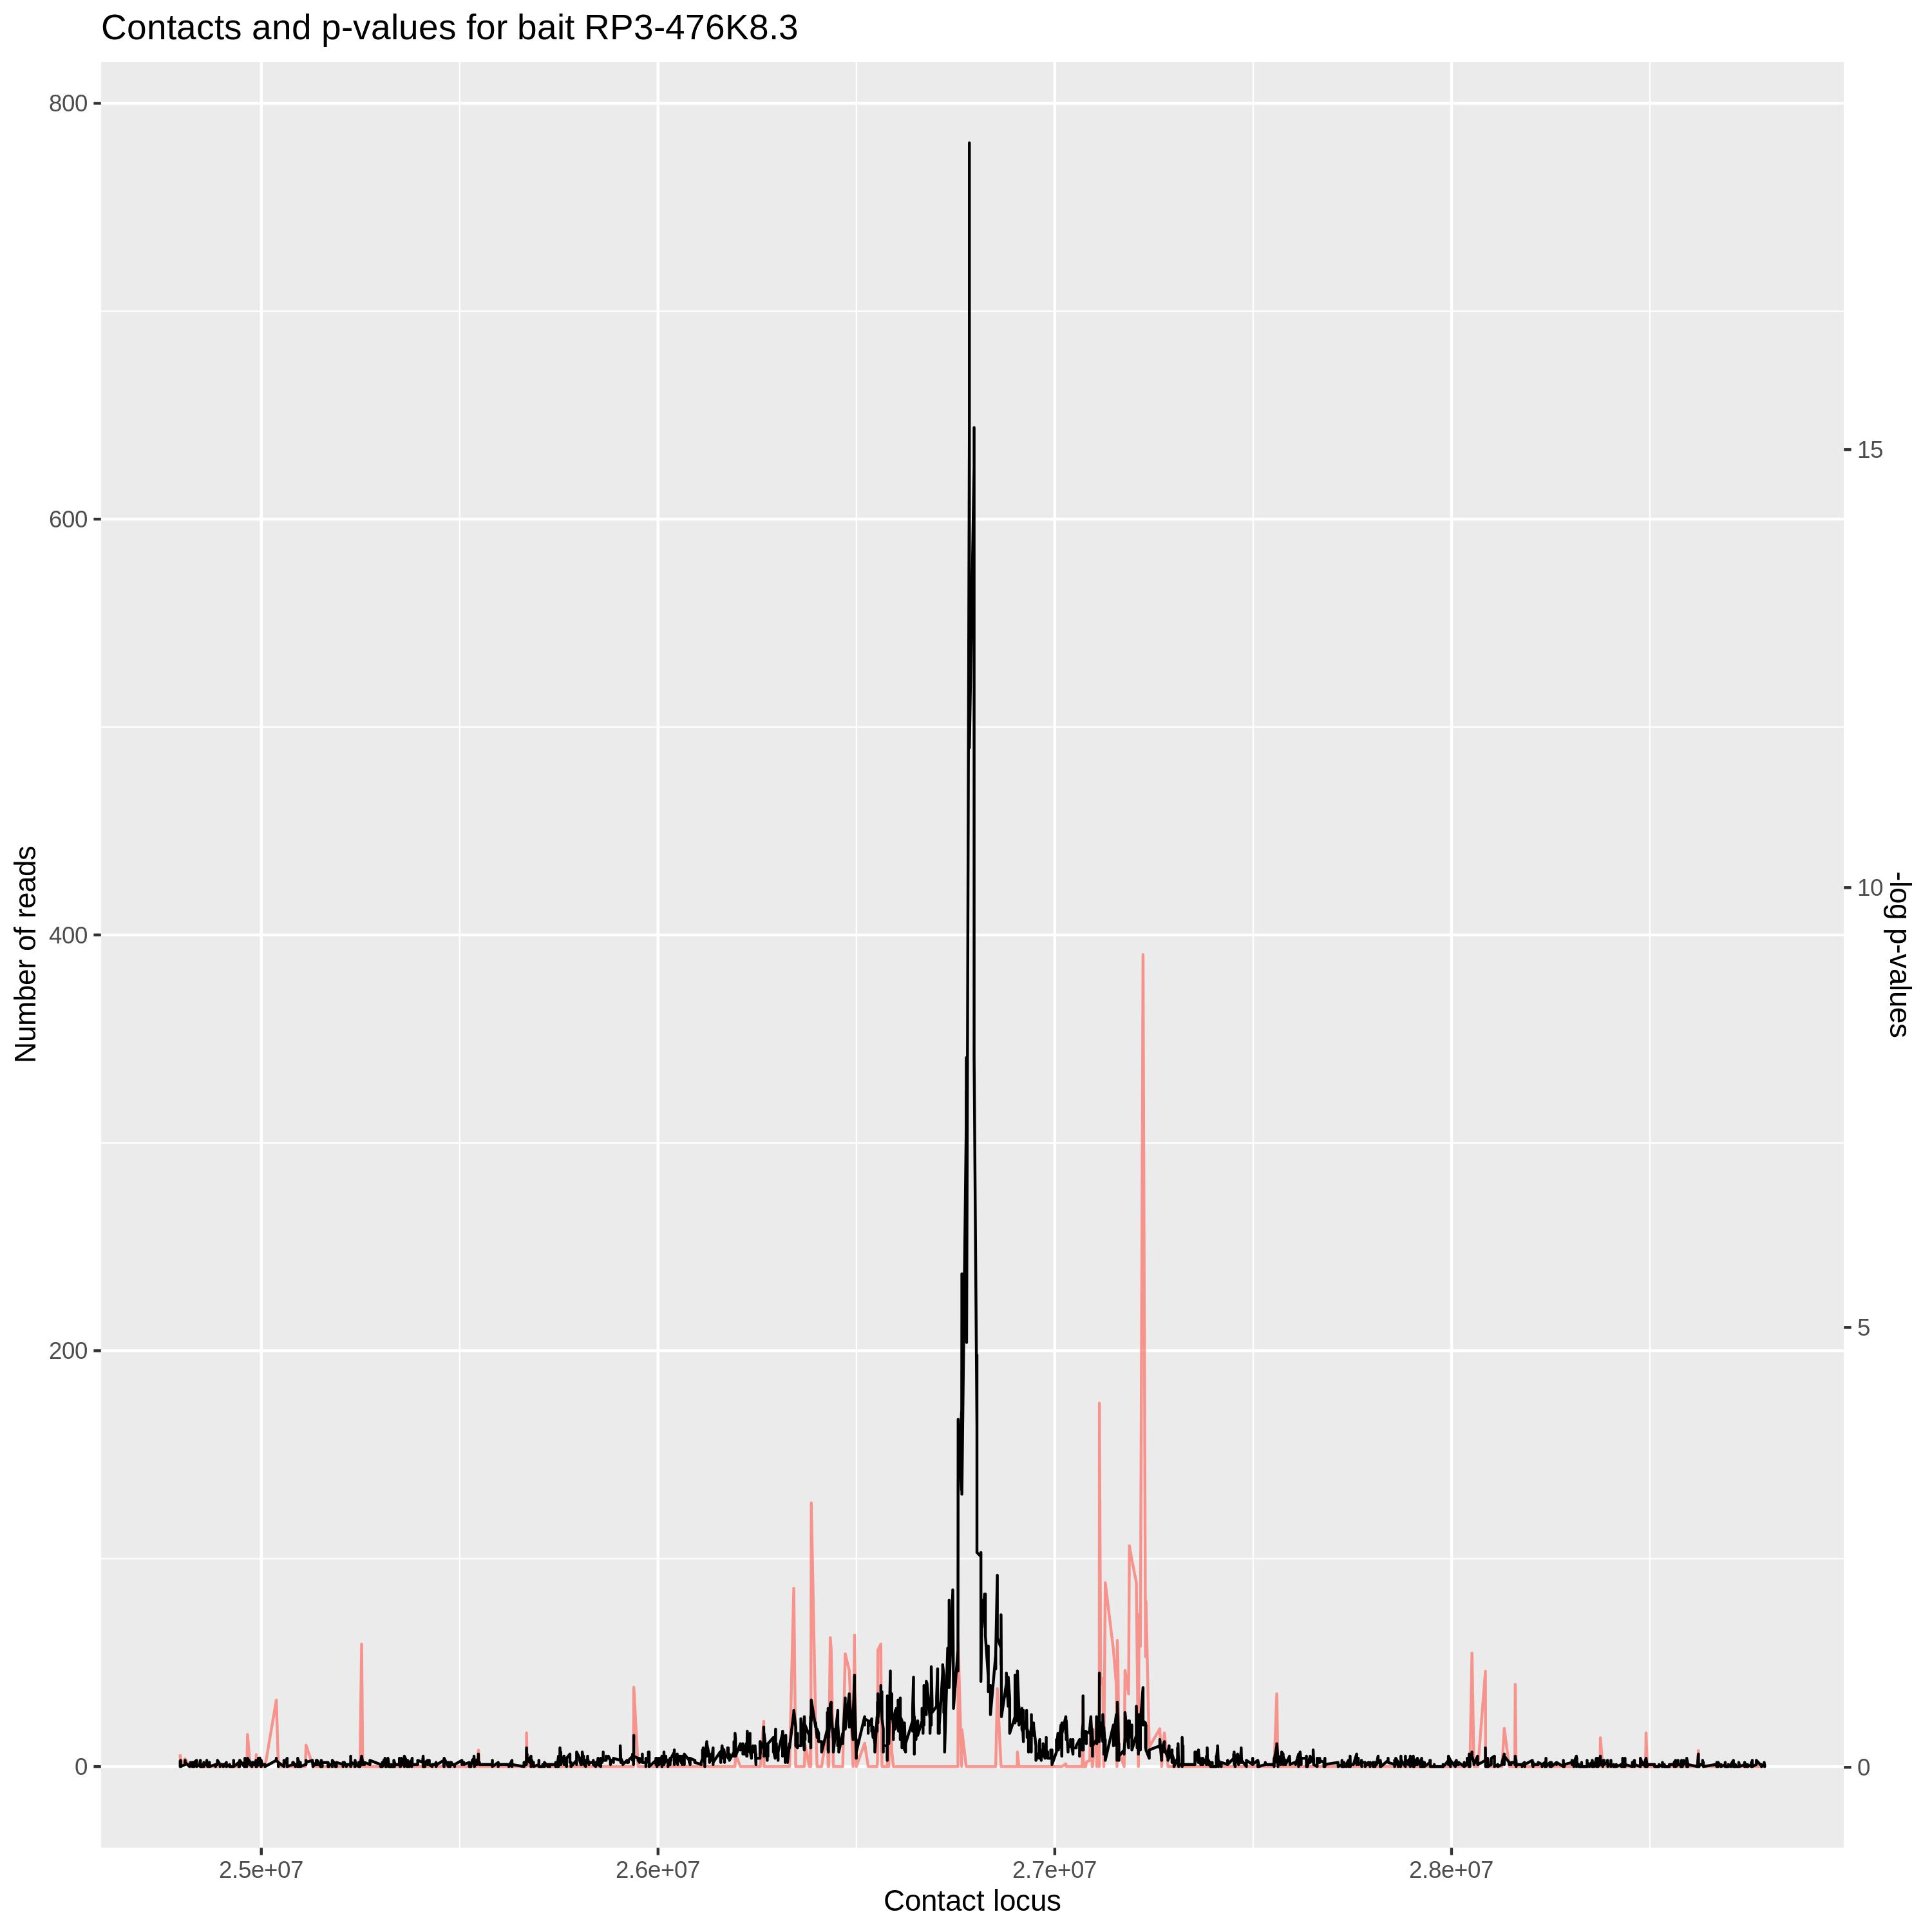 Contacts and p-values for bait RP3-476K8.3
800
600
400
200
0
Number of reads
15
10
5
0
-log p-values
2.5e+07
2.6e+07
2.7e+07
2.8e+07
Contact locus